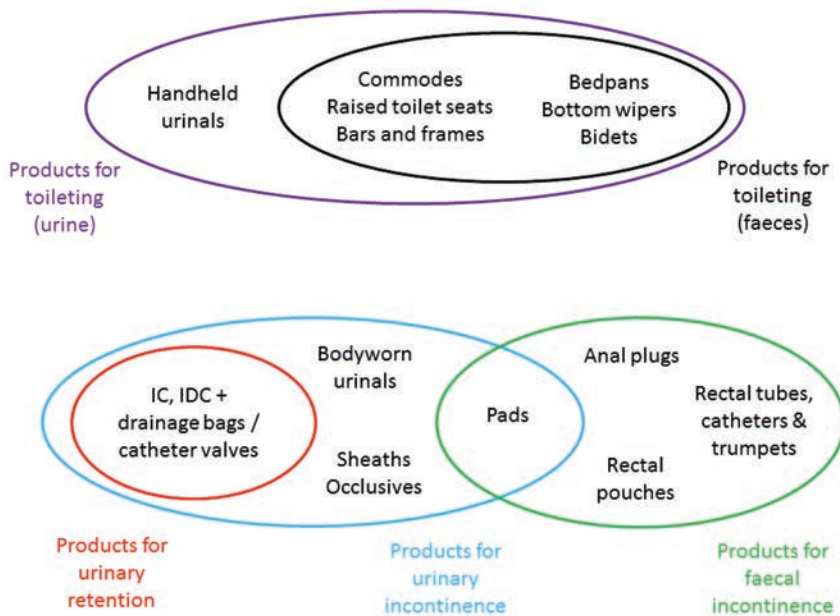 Handheld
urinals
Commodes
Raised toilet seats
Bars and frames
Bedpans
Bottom wipers
Bidets
Products for
toileting
(urine)
Products for
toileting
(faeces)
IC, IDC +
drainage bags /
catheter valves
Bodyworn
urinals
Sheaths
Occlusives
Pads
Anal plugs
Rectal tubes,
catheters &
trumpets
Rectal
pouches
Products for
urinary
retention
Products for
urinary
incontinence
Products for
faecal
incontinence